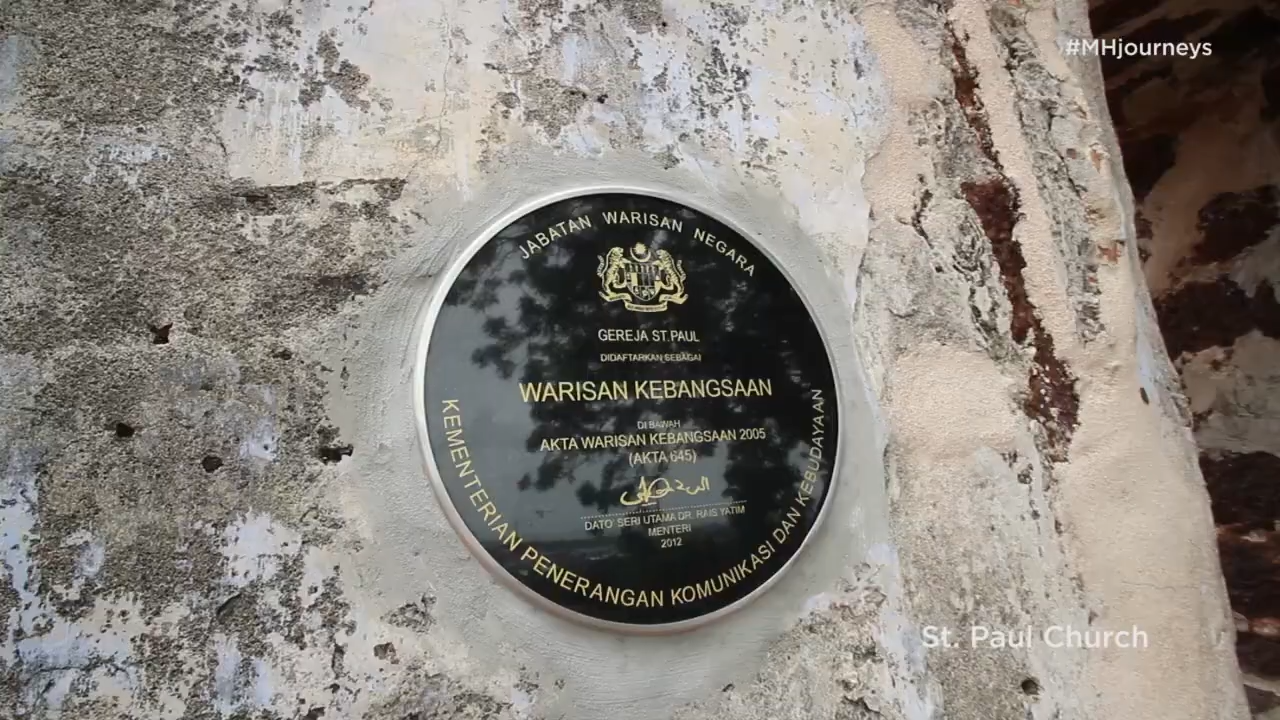 #MHjourneys
JABATAN WARISAN NEGARA
GEREJA ST.PAUL
DIDAFTARKAN SEBAGAI
WARISAN KEBANGSAAN
DI BAWAH
AKTA WARISAN KEBANGSAAN 2005
(AKTA 645)
DATO' SERI UTAMA DR. RAIS YATIM
MENTERI
2012
KEMENTERIAN PENERANGAN KOMUNIKASI DAN KEBUDAYAAN
St. Paul Church